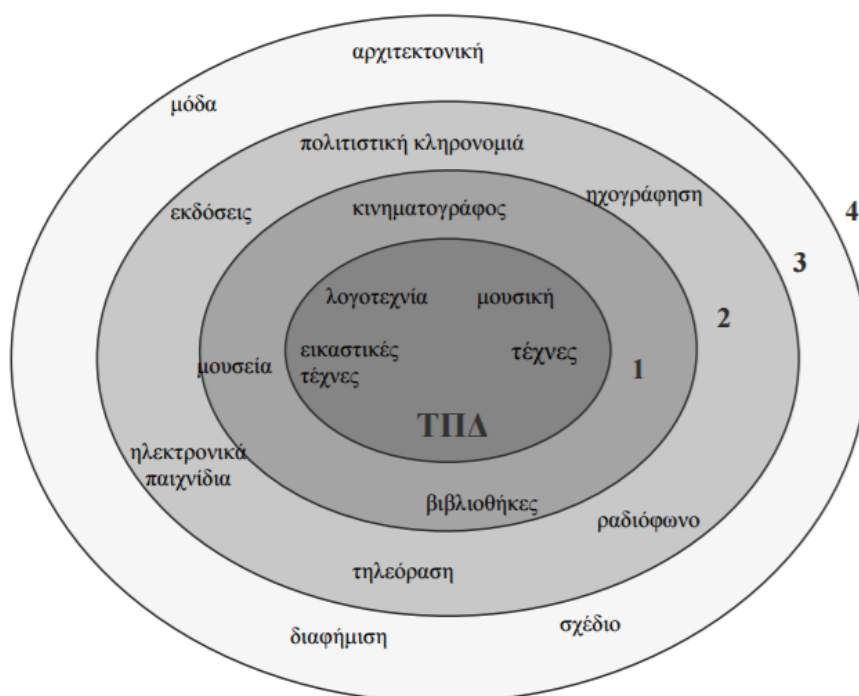 αρχιτεκτονική
μόδα
πολιτιστική κληρονομιά
εκδόσεις
κινηματογράφος
ηχογράφηση
4
3
λογοτεχνία
μουσική
2
εικαστικές
τέχνες
τέχνες
μουσεία
1
ΤΠΔ
ηλεκτρονικά
παιχνίδια
βιβλιοθήκες
ραδιόφωνο
τηλεόραση
σχέδιο
διαφήμιση